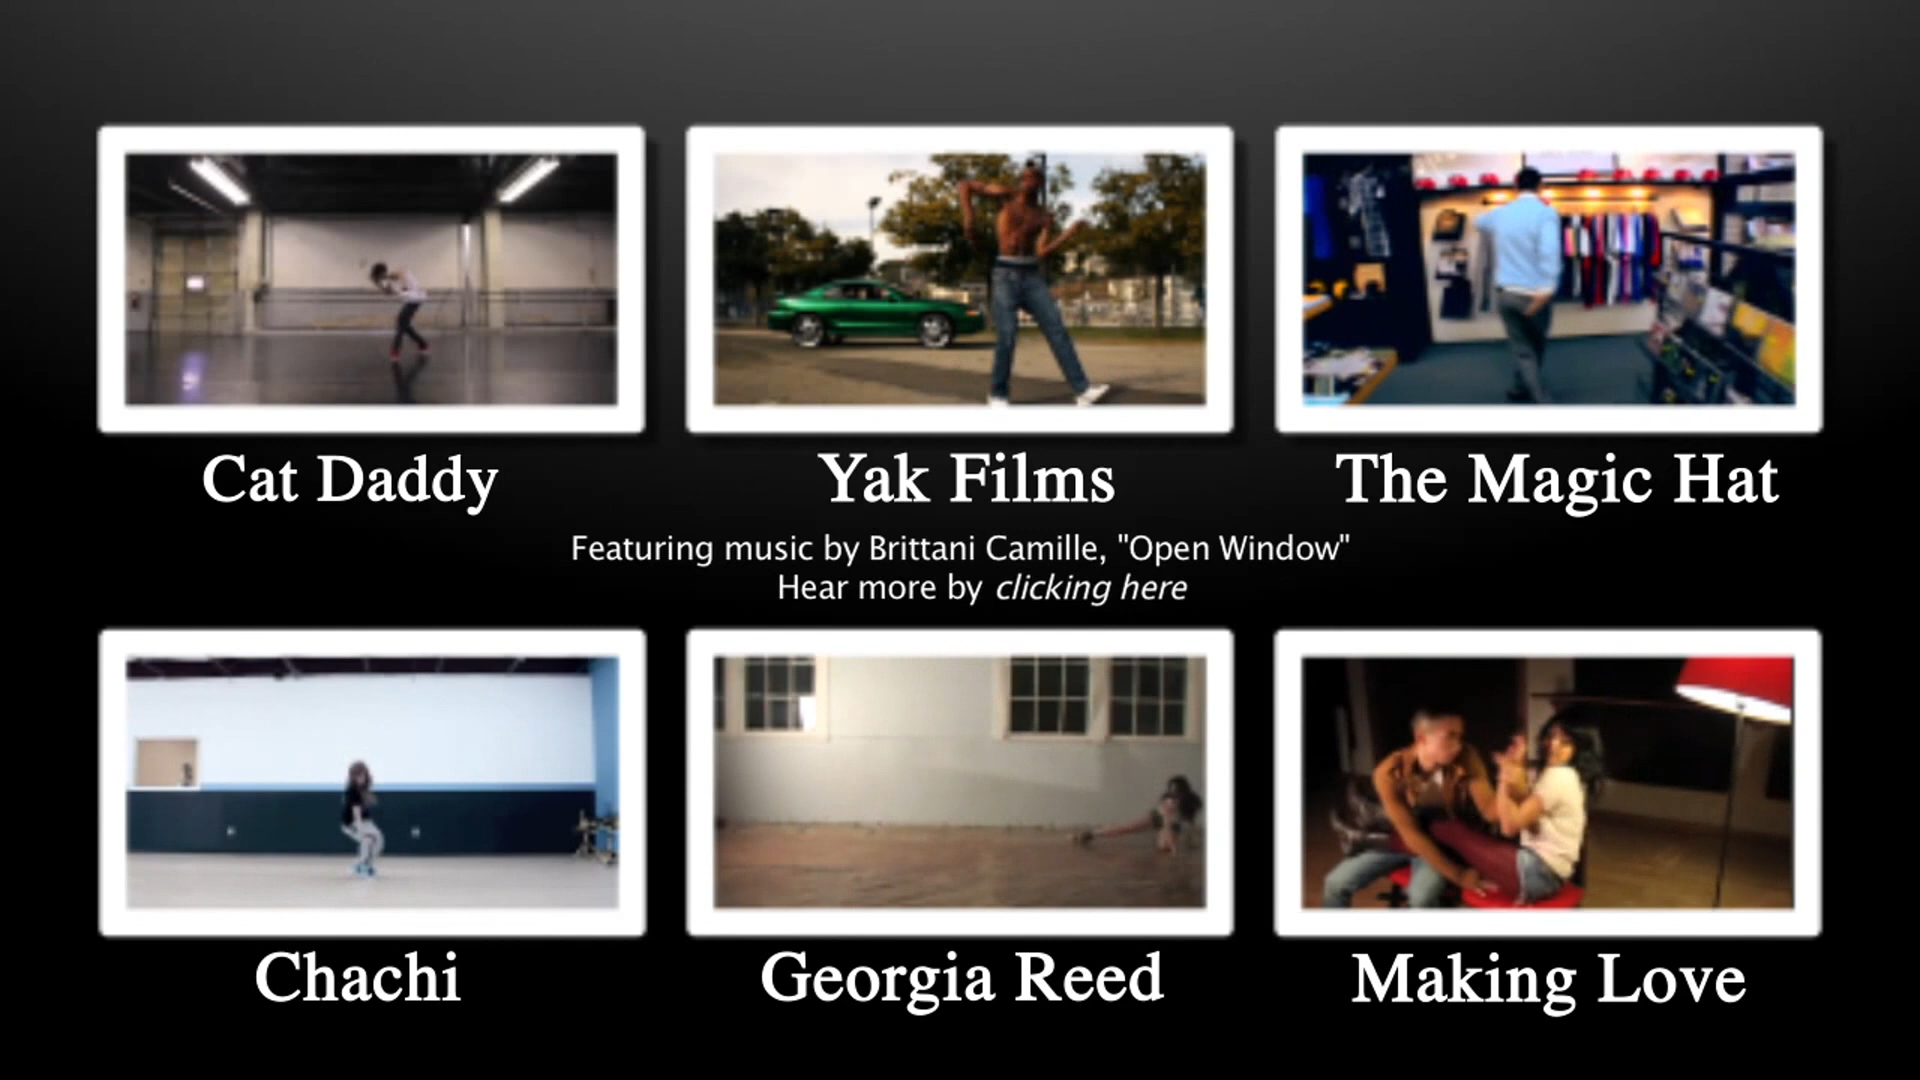 Cat Daddy
Yak Films
The Magic Hat
Featuring music by Brittani Camille, "Open Window"
Hear more by clicking here
Chachi
Georgia Reed
Making Love